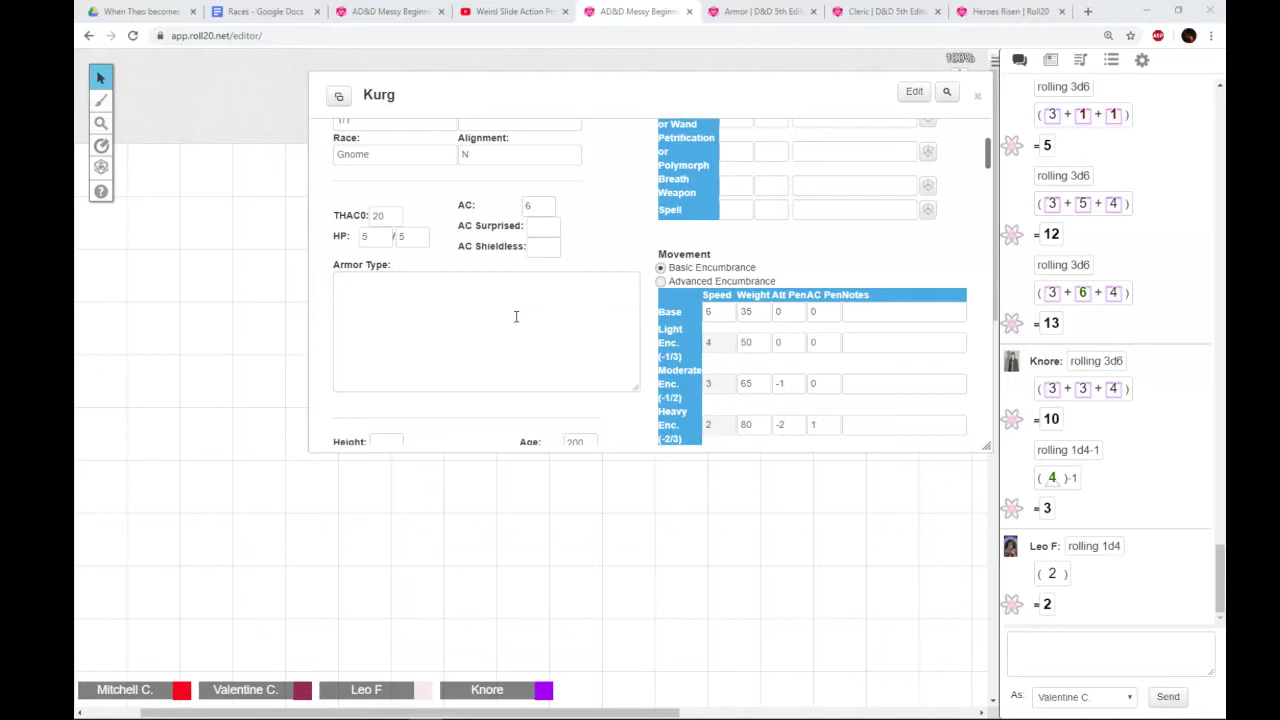 When Theo becomes
Races - Google Docs
AD&D Messy Beginni
Weird Slide Action Pr
AD&D Messy Beginni
Armor | D&D 5th Edit
Cleric | D&D 5th Editi
Heroes Risen | Roll20
app.roll20.net/editor/
ABP
100%
Kurg
Edit
1/1
Race:
Alignment:
Gnome
N
THAC0:
20
HP:
5
/
5
AC:
6
AC Surprised:
AC Shieldless:
Armor Type:
Height:
Age:
200
or Wand
Petrification
or
Polymorph
Breath
Weapon
Spell
Movement
Basic Encumbrance
Advanced Encumbrance
Speed Weight Att Pen AC Pen Notes
Base 6 35 0 0
Light
Enc. 4 50 0 0
(-1/3)
Moderate
Enc. 3 65 -1 0
(-1/2)
Heavy
Enc. 2 80 -2 1
(-2/3)
rolling 3d6
( 3 + 1 + 1 )
= 5
rolling 3d6
( 3 + 5 + 4 )
= 12
rolling 3d6
( 3 + 6 + 4 )
= 13
Knore: rolling 3d6
( 3 + 3 + 4 )
= 10
rolling 1d4-1
( 4 )-1
= 3
Leo F: rolling 1d4
( 2 )
= 2
As: Valentine C. Send
Mitchell C.
Valentine C.
Leo F
Knore